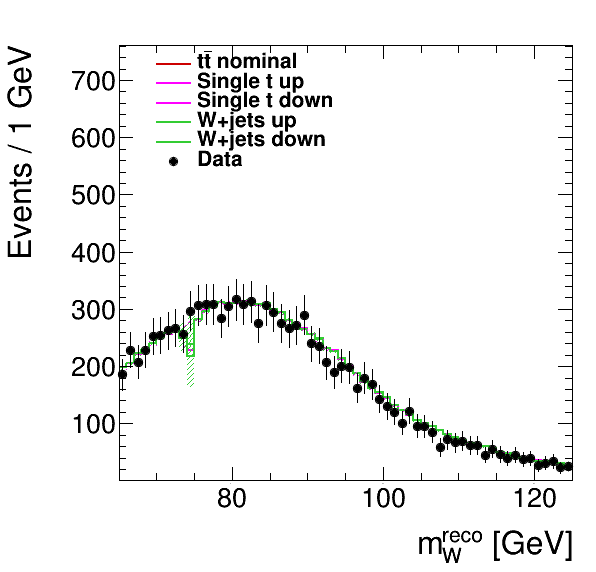 Events / 1 GeV
700
600
500
400
300
200
100
tt̄ nominal
Single t up
Single t down
W+jets up
W+jets down
Data
80 100 120
m_W^reco [GeV]